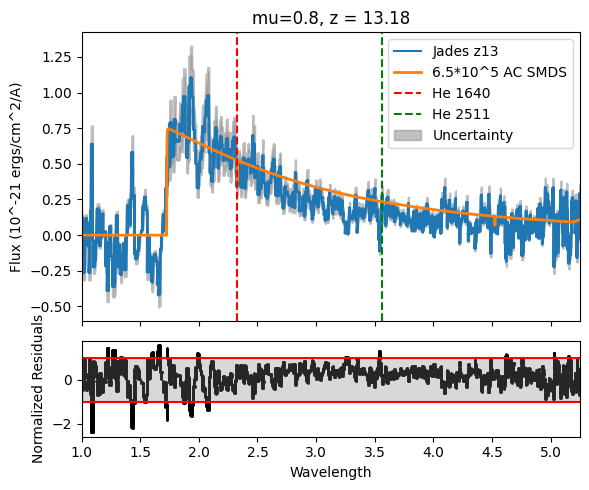 mu=0.8, z = 13.18
Flux (10^-21 ergs/cm^2/A)
1.25
1.00
0.75
0.50
0.25
0.00
−0.25
−0.50
Jades z13
6.5*10^5 AC SMDS
He 1640
He 2511
Uncertainty
Normalized Residuals
0
−2
1.0
1.5
2.0
2.5
3.0
3.5
4.0
4.5
5.0
Wavelength